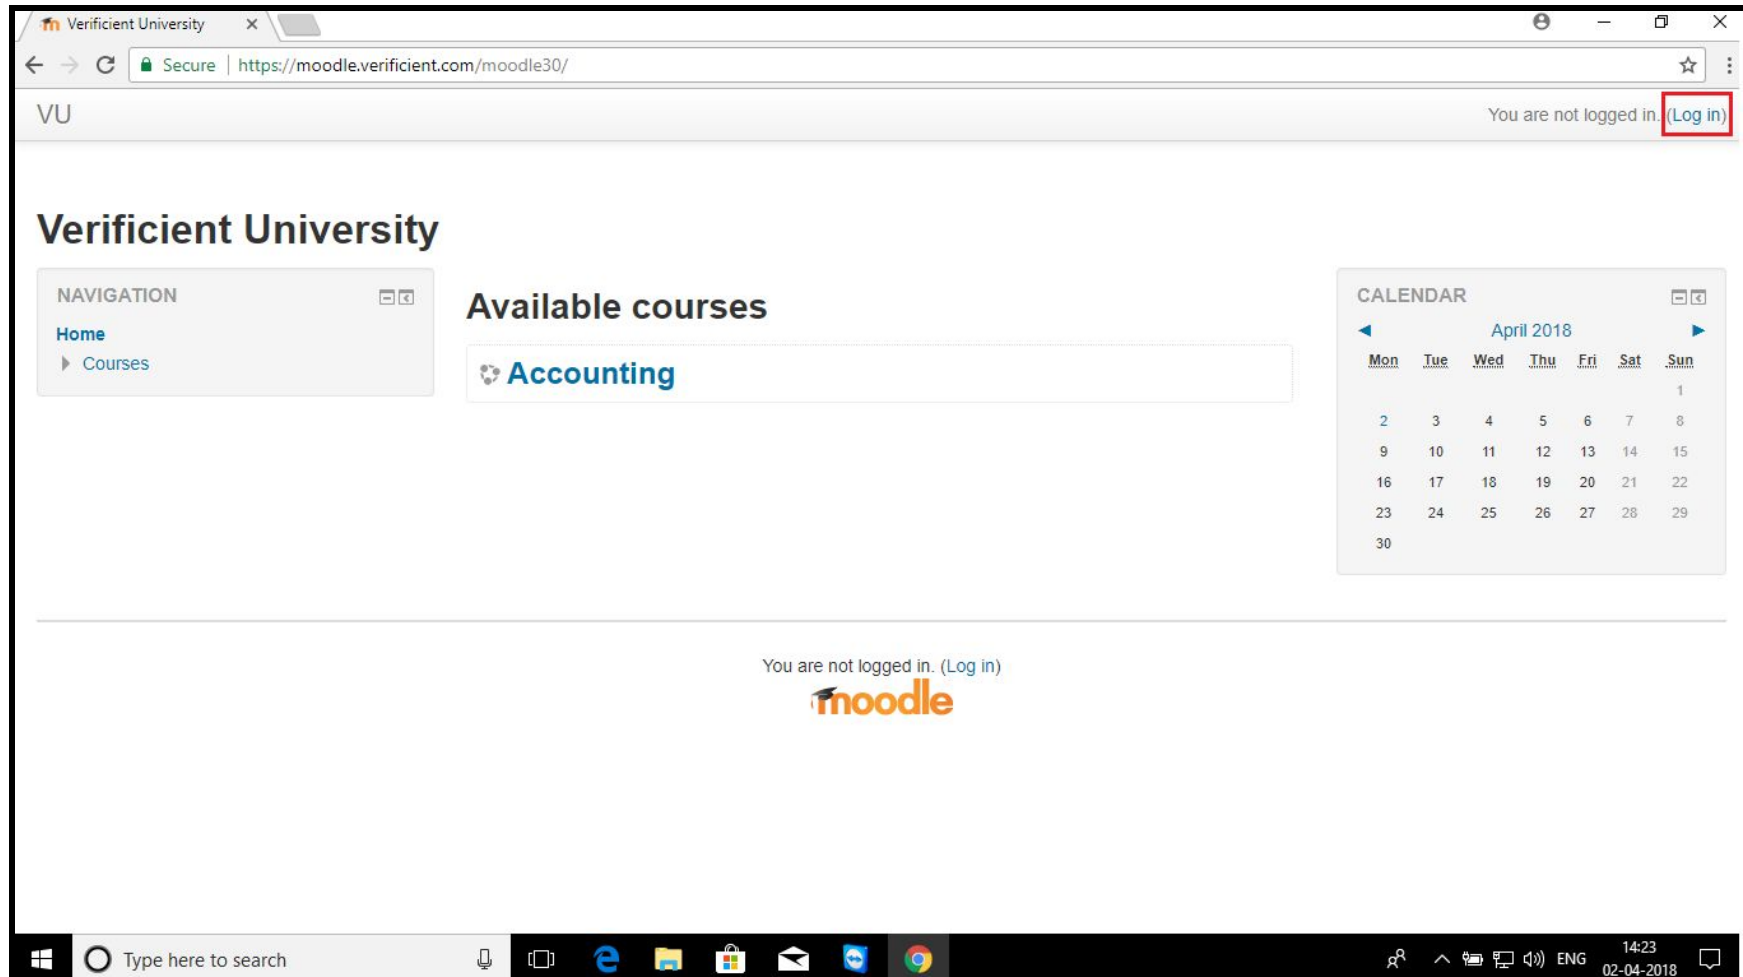 Verificient University
Secure | https://moodle.verificient.com/moodle30/
VU
You are not logged in. (Log in)
Verificient University
NAVIGATION
Home
Courses
Available courses
Accounting
CALENDAR
April 2018
Mon Tue Wed Thu Fri Sat Sun
1
2 3 4 5 6 7 8
9 10 11 12 13 14 15
16 17 18 19 20 21 22
23 24 25 26 27 28 29
30
You are not logged in. (Log in)
moodle
Type here to search
ENG
14:23
02-04-2018